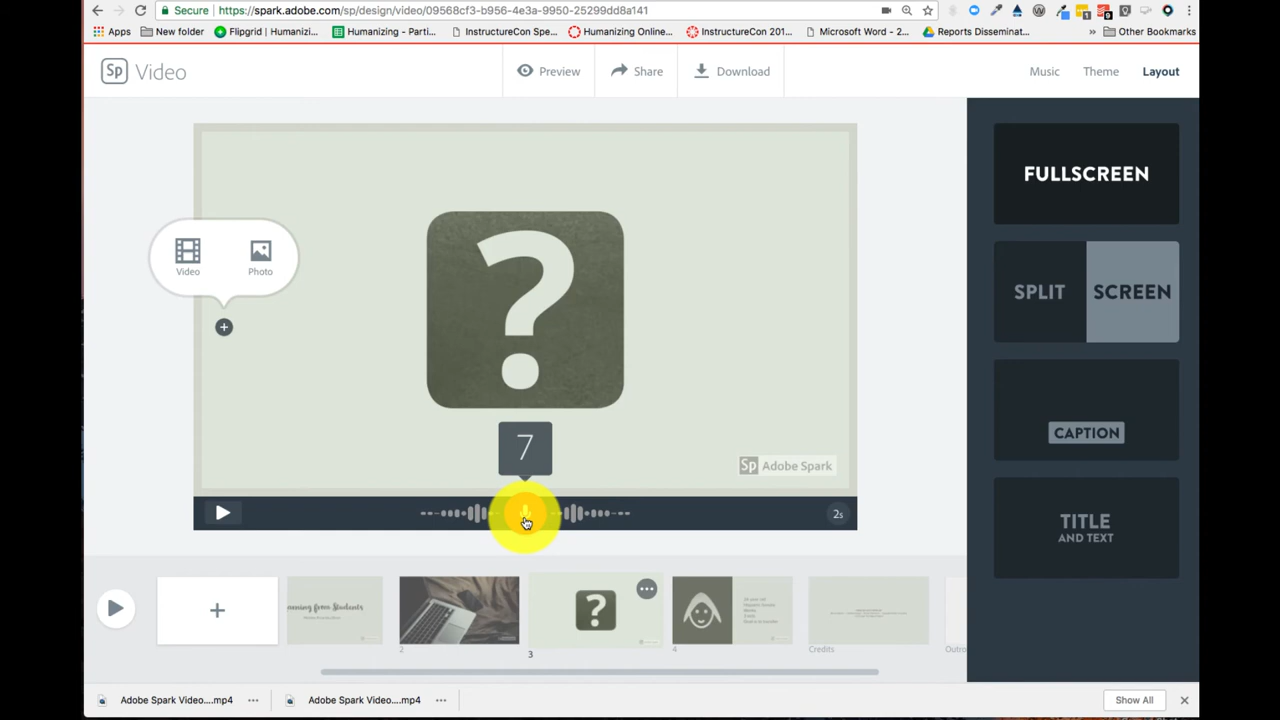 Secure https://spark.adobe.com/sp/design/video/09568cf3-b956-4e3a-9950-25299dd8a141
Apps New folder Flipgrid | Humanizi... Humanizing - Parti... InstructureCon Spe... Humanizing Online... InstructureCon 201... Microsoft Word - 2... Reports Disseminat... » Other Bookmarks
Sp Video Preview Share Download Music Theme Layout
FULLSCREEN
Video Photo
SPLIT SCREEN
?
CAPTION
7
Sp Adobe Spark
2s
TITLE
AND TEXT
+ ?
2 3 4 Credits Outro
Adobe Spark Video....mp4 Adobe Spark Video....mp4 Show All